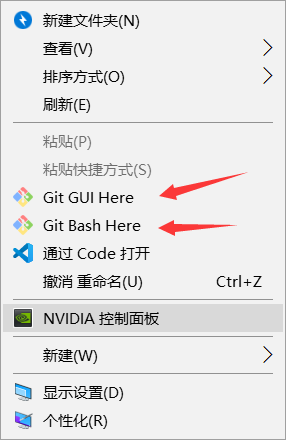 新建文件夹(N)
查看(V)
排序方式(O)
刷新(E)
粘贴(P)
粘贴快捷方式(S)
Git GUI Here
Git Bash Here
通过 Code 打开
撤消 重命名(U) Ctrl+Z
NVIDIA 控制面板
新建(W)
显示设置(D)
个性化(R)